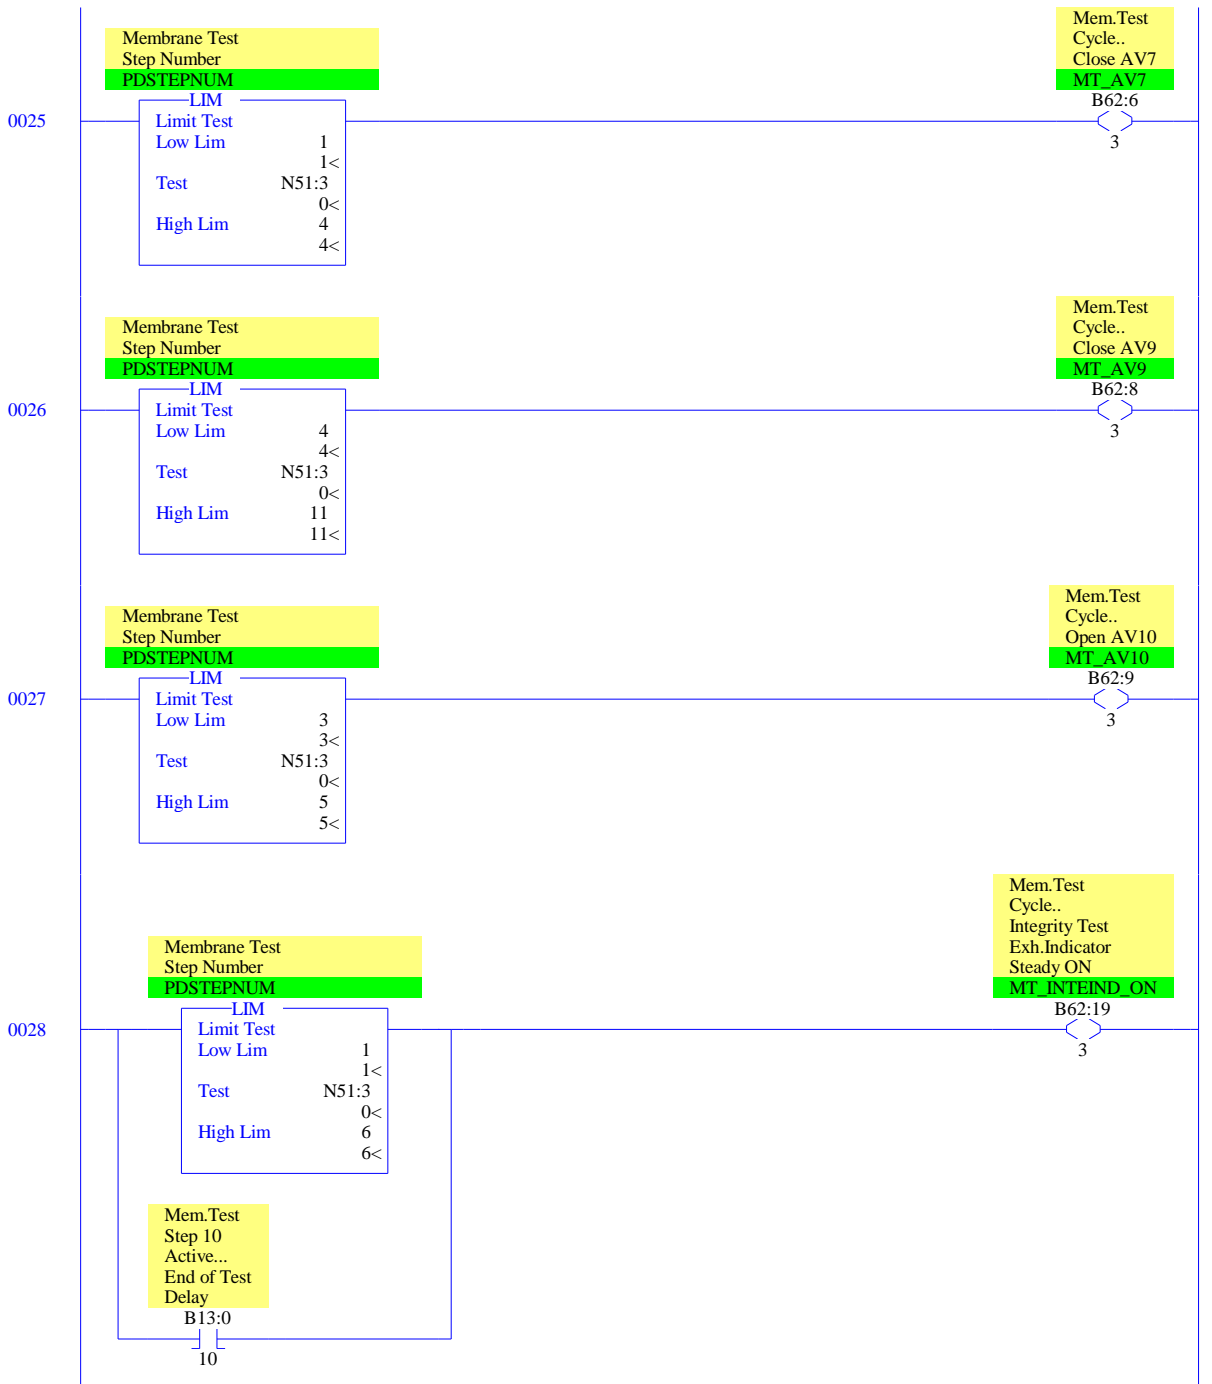 Mem.Test
Cycle..
Close AV7
MT_AV7
B62:6
3
Membrane Test
Step Number
PDSTEPNUM
LIM
0025
Limit Test
Low Lim 1
1<
Test N51:3
0<
High Lim 4
4<
Mem.Test
Cycle..
Close AV9
MT_AV9
B62:8
3
Membrane Test
Step Number
PDSTEPNUM
LIM
0026
Limit Test
Low Lim 4
4<
Test N51:3
0<
High Lim 11
11<
Mem.Test
Cycle..
Open AV10
MT_AV10
B62:9
3
Membrane Test
Step Number
PDSTEPNUM
LIM
0027
Limit Test
Low Lim 3
3<
Test N51:3
0<
High Lim 5
5<
Mem.Test
Cycle..
Integrity Test
Exh.Indicator
Steady ON
MT_INTEIND_ON
B62:19
3
Membrane Test
Step Number
PDSTEPNUM
LIM
0028
Limit Test
Low Lim 1
1<
Test N51:3
0<
High Lim 6
6<
Mem.Test
Step 10
Active...
End of Test
Delay
B13:0
10